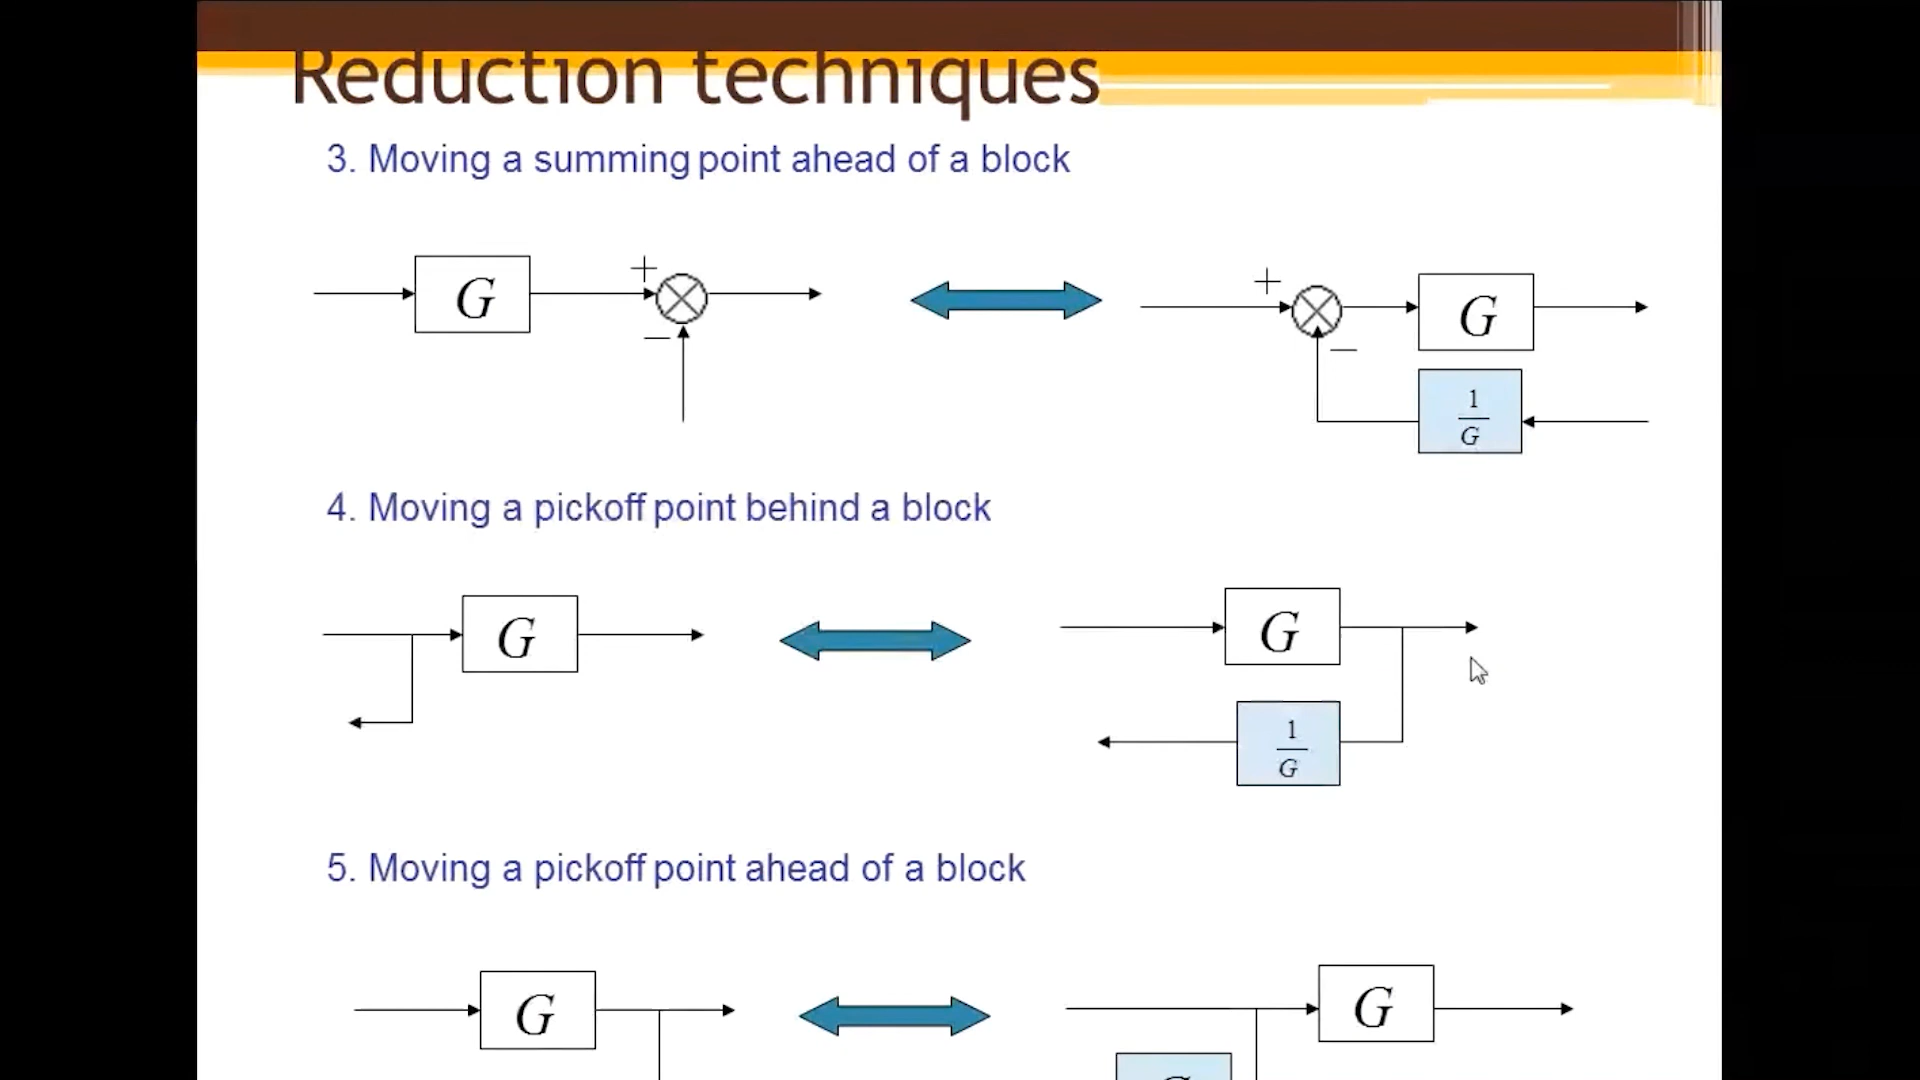 Reduction techniques
3. Moving a summing point ahead of a block
G
+
−
+
−
G
1
G
4. Moving a pickoff point behind a block
G
G
1
G
5. Moving a pickoff point ahead of a block
G
G